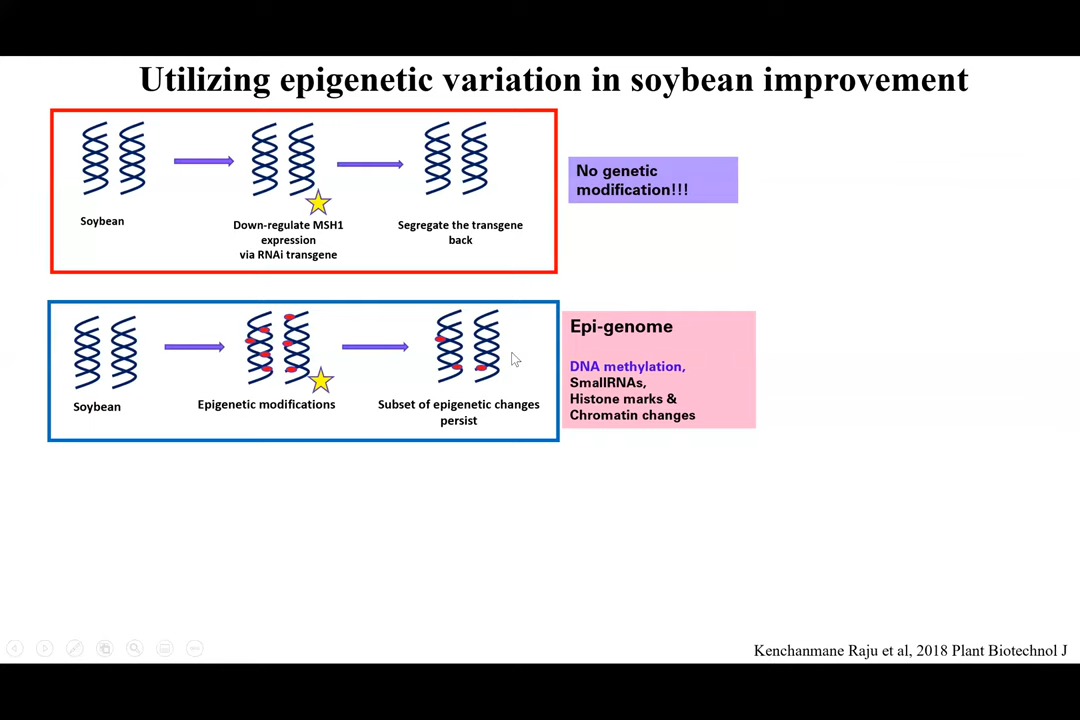 Utilizing epigenetic variation in soybean improvement
Soybean
Down-regulate MSH1
expression
via RNAi transgene
Segregate the transgene
back
No genetic
modification!!!
Soybean
Epigenetic modifications
Subset of epigenetic changes
persist
Epi-genome
DNA methylation,
SmallRNAs,
Histone marks &
Chromatin changes
Kenchanmane Raju et al, 2018 Plant Biotechnol J